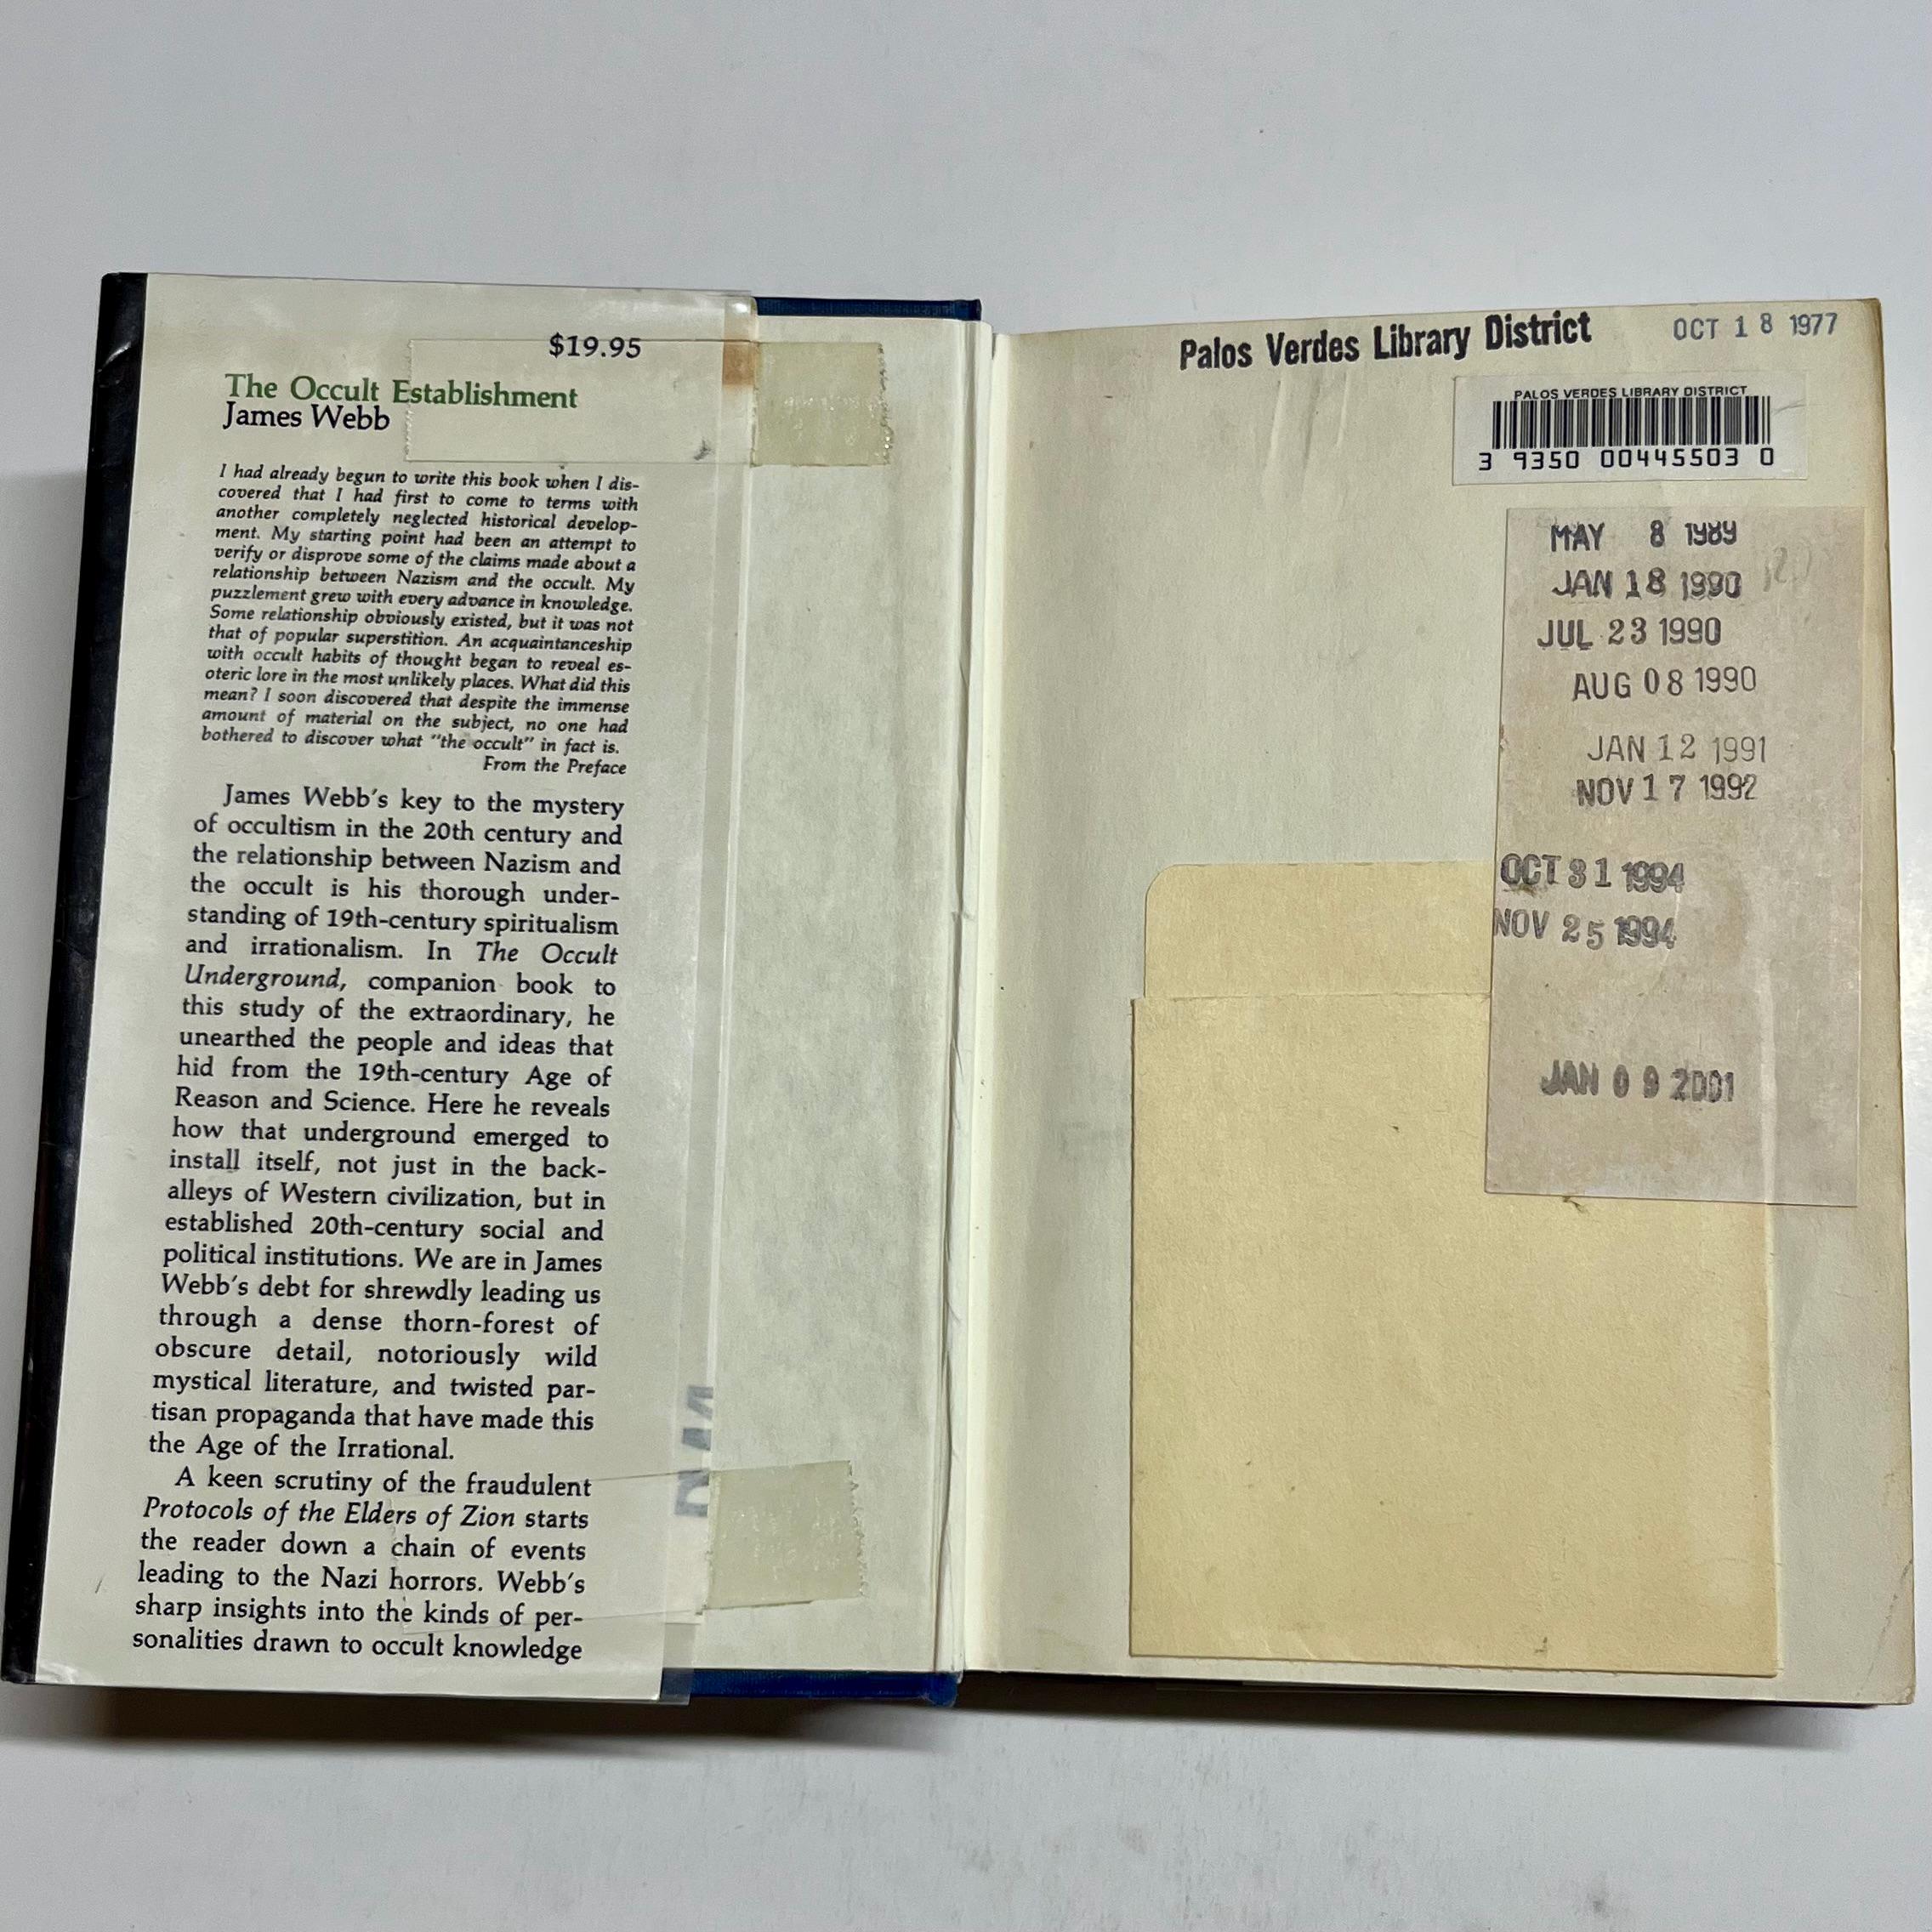 $19.95
The Occult Establishment
James Webb
I had already begun to write this book when I dis-
covered that I had first to come to terms with
another completely neglected historical develop-
ment. My starting point had been an attempt to
verify or disprove some of the claims made about a
relationship between Nazism and the occult. My
puzzlement grew with every advance in knowledge.
Some relationship obviously existed, but it was not
that of popular superstition. An acquaintanceship
with occult habits of thought began to reveal es-
oteric lore in the most unlikely places. What did this
mean? I soon discovered that despite the immense
amount of material on the subject, no one had
bothered to discover what "the occult" in fact is.
From the Preface
James Webb's key to the mystery
of occultism in the 20th century and
the relationship between Nazism and
the occult is his thorough under-
standing of 19th-century spiritualism
and irrationalism. In The Occult
Underground, companion book to
this study of the extraordinary, he
unearthed the people and ideas that
hid from the 19th-century Age of
Reason and Science. Here he reveals
how that underground emerged to
install itself, not just in the back-
alleys of Western civilization, but in
established 20th-century social and
political institutions. We are in James
Webb's debt for shrewdly leading us
through a dense thorn-forest of
obscure detail, notoriously wild
mystical literature, and twisted par-
tisan propaganda that have made this
the Age of the Irrational.
A keen scrutiny of the fraudulent
Protocols of the Elders of Zion starts
the reader down a chain of events
leading to the Nazi horrors. Webb's
sharp insights into the kinds of per-
sonalities drawn to occult knowledge
Palos Verdes Library District
OCT 18 1977
PALOS VERDES LIBRARY DISTRICT
3 9350 00445503 0
MAY 8 1989
JAN 18 1990
JUL 23 1990
AUG 08 1990
JAN 12 1991
NOV 17 1992
OCT 31 1994
NOV 25 1994
JAN 09 2001